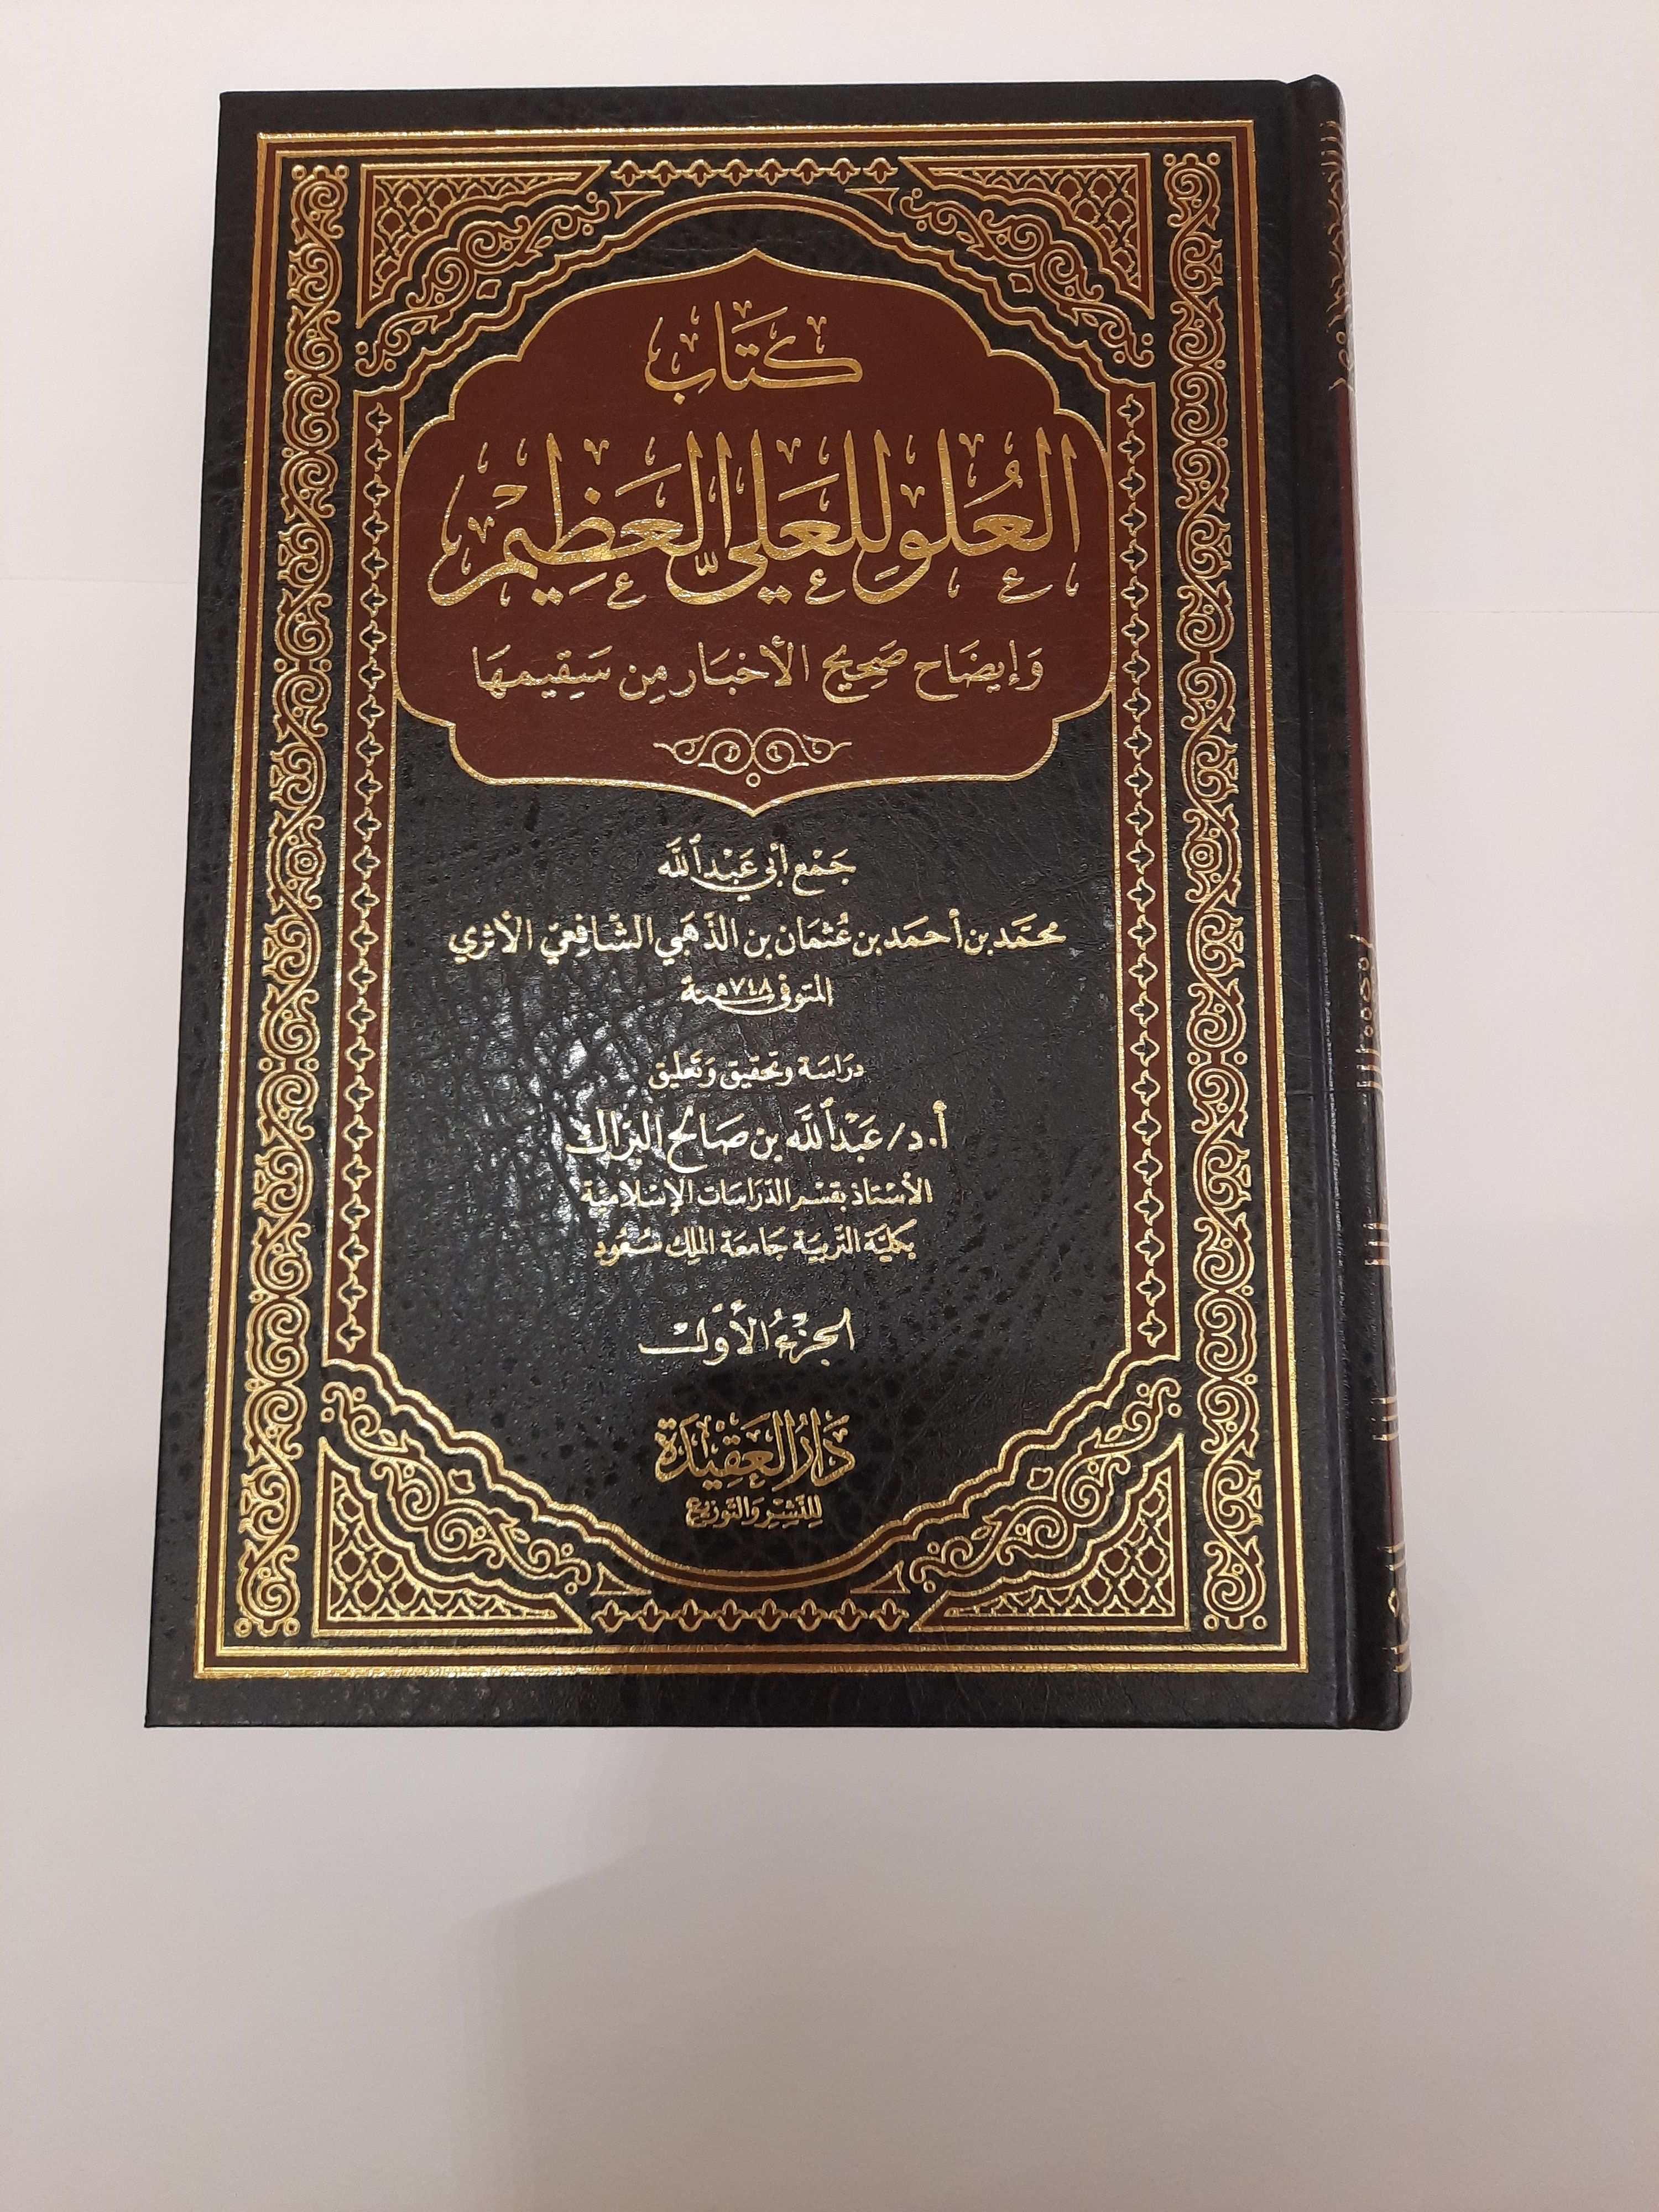 كتاب
العلو للعلي العظيم
وإيضاح صحيح الأخبار من سقيمها
جمع أبي عبد الله
محمد بن أحمد بن عثمان بن الذهبي الشافعي الأثري
المتوفى سنة ٧٤٨هـ
دراسة وتحقيق وتعليق
أ.د/ عبد الله بن صالح البراك
الأستاذ بقسم الدراسات الإسلامية
بكلية التربية جامعة الملك سعود
الجزء الأول
دار العقيدة
للنشر والتوزيع